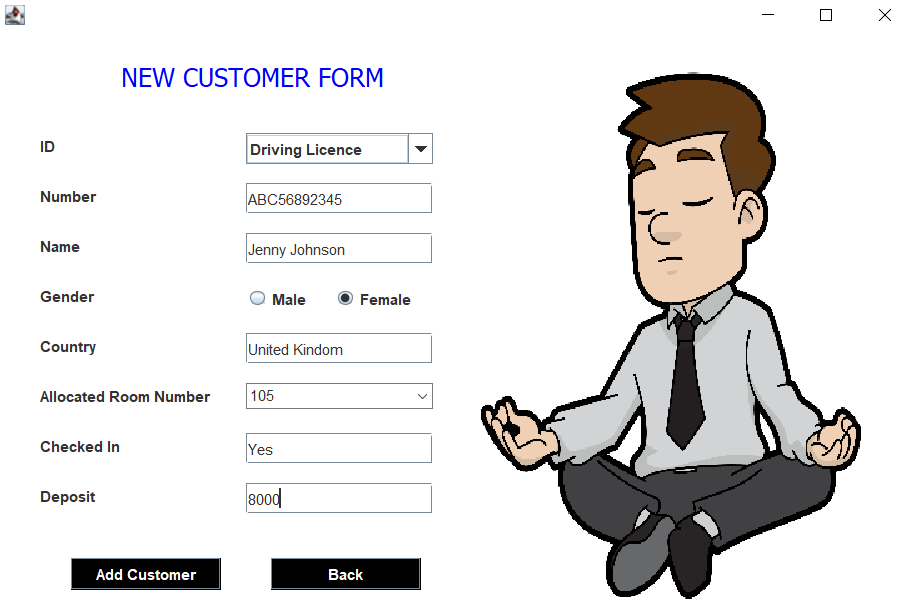 NEW CUSTOMER FORM
ID Driving Licence
Number ABC56892345
Name Jenny Johnson
Gender Male Female
Country United Kindom
Allocated Room Number 105
Checked In Yes
Deposit 8000
Add Customer Back